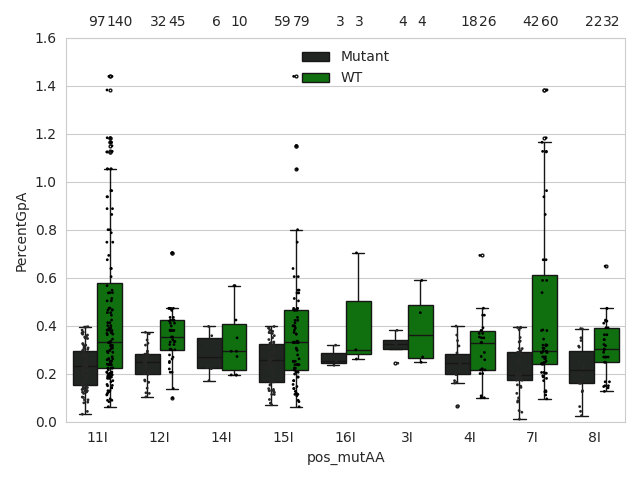 97 140 32 45 6 10 59 79 3 3 4 4 18 26 42 60 22 32
1.6
Mutant
WT
1.4
1.2
1.0
0.8
0.6
0.4
0.2
0.0
PercentGpA
11I 12I 14I 15I 16I 3I 4I 7I 8I
pos_mutAA